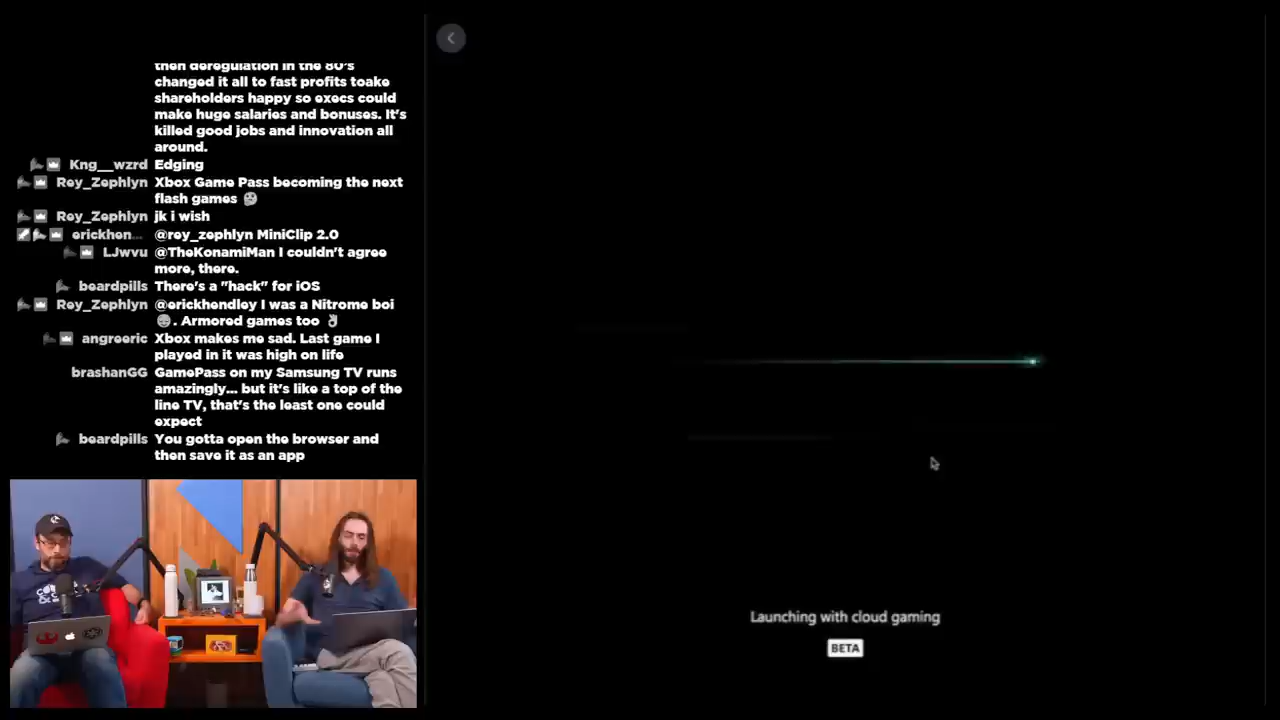 then deregulation in the 80's
changed it all to fast profits toake
shareholders happy so execs could
make huge salaries and bonuses. It's
killed good jobs and innovation all
around.
Kng__wzrd Edging
Rey_Zephlyn Xbox Game Pass becoming the next
flash games
Rey_Zephlyn jk i wish
erickhen... @rey_zephlyn MiniClip 2.0
LJwvu @TheKonamiMan I couldn't agree
more, there.
beardpills There's a "hack" for iOS
Rey_Zephlyn @erickhendley I was a Nitrome boi
. Armored games too
angreeric Xbox makes me sad. Last game I
played in it was high on life
brashanGG GamePass on my Samsung TV runs
amazingly... but it's like a top of the
line TV, that's the least one could
expect
beardpills You gotta open the browser and
then save it as an app
Launching with cloud gaming
BETA